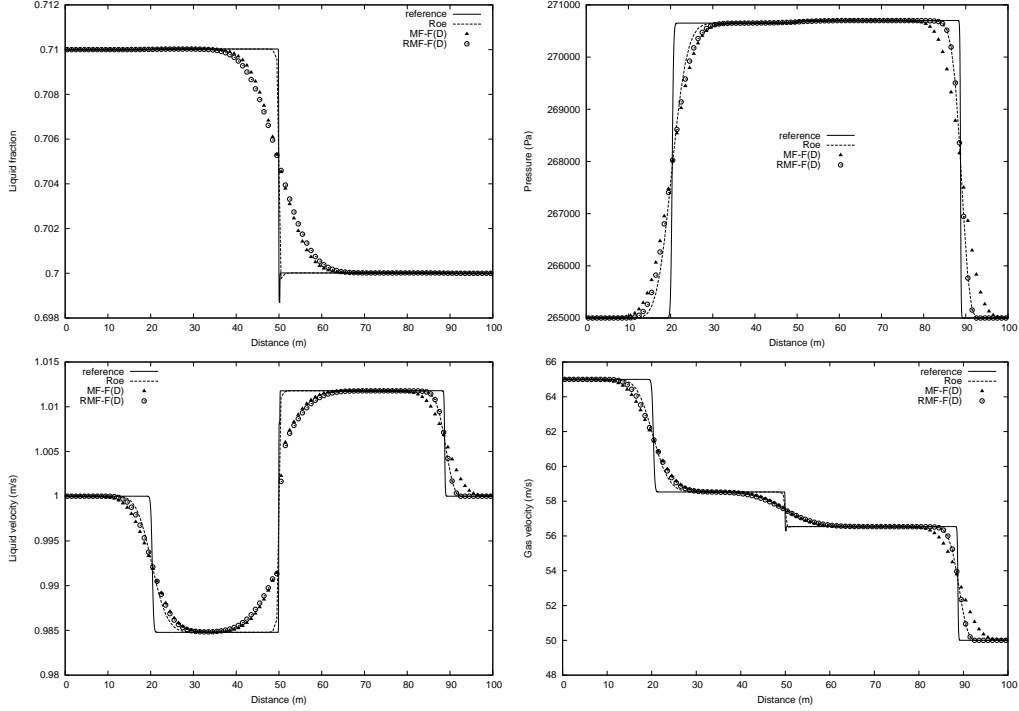 0.712
0.71
0.708
0.706
0.704
0.702
0.7
0.698
0 10 20 30 40 50 60 70 80 90 100
Liquid fraction
Distance (m)
reference
Roe
MF-F(D)
RMF-F(D)
271000
270000
269000
268000
267000
266000
265000
0 10 20 30 40 50 60 70 80 90 100
Pressure (Pa)
Distance (m)
reference
Roe
MF-F(D)
RMF-F(D)
1.015
1.01
1.005
1
0.995
0.99
0.985
0.98
0 10 20 30 40 50 60 70 80 90 100
Liquid velocity (m/s)
Distance (m)
reference
Roe
MF-F(D)
RMF-F(D)
66
64
62
60
58
56
54
52
50
48
0 10 20 30 40 50 60 70 80 90 100
Gas velocity (m/s)
Distance (m)
reference
Roe
MF-F(D)
RMF-F(D)